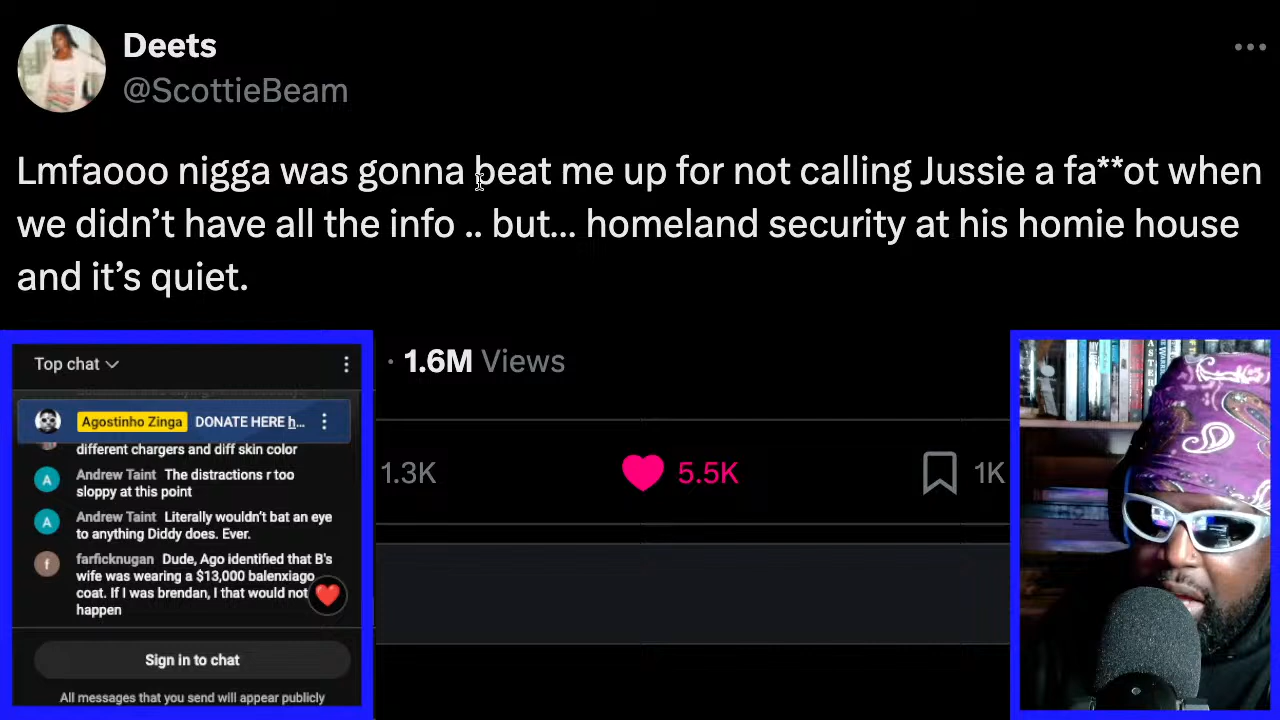 Deets
@ScottieBeam
Lmfaooo nigga was gonna beat me up for not calling Jussie a fa**ot when
we didn’t have all the info .. but... homeland security at his homie house
and it’s quiet.
· 1.6M Views
1.3K
5.5K
1K
Top chat
Agostinho Zinga DONATE HERE h...
different chargers and diff skin color
Andrew Taint The distractions r too
sloppy at this point
Andrew Taint Literally wouldn’t bat an eye
to anything Diddy does. Ever.
farficknugan Dude, Ago identified that B's
wife was wearing a $13,000 balenxiago
coat. If I was brendan, I that would not
happen
Sign in to chat
All messages that you send will appear publicly